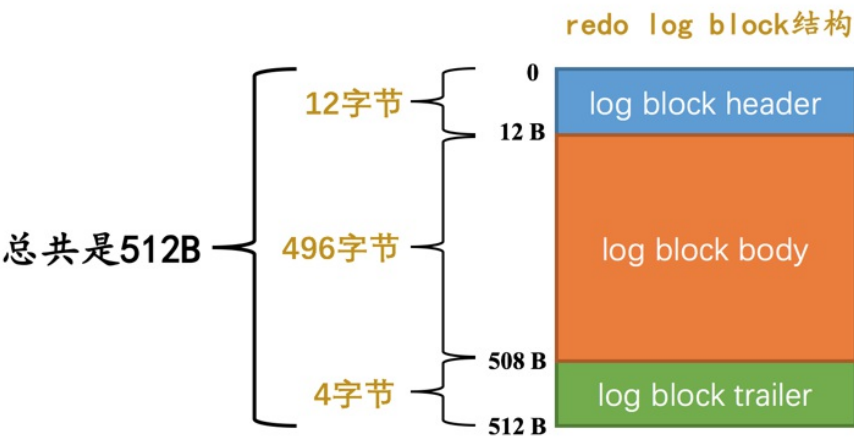 redo log block结构
0
12字节
log block header
12 B
总共是512B
496字节
log block body
508 B
4字节
log block trailer
512 B